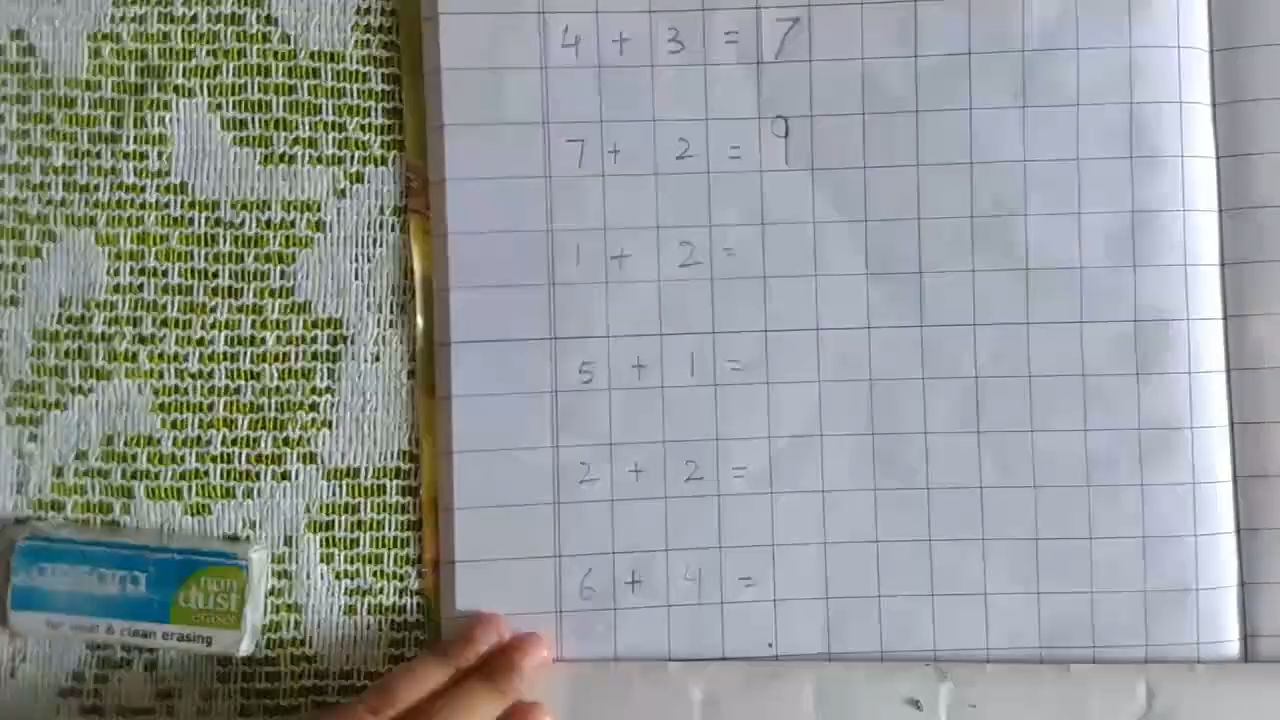 4 + 3 = 7
7 + 2 = 9
1 + 2 =
5 + 1 =
2 + 2 =
6 + 4 =
non
dust
eraser
for neat & clean erasing